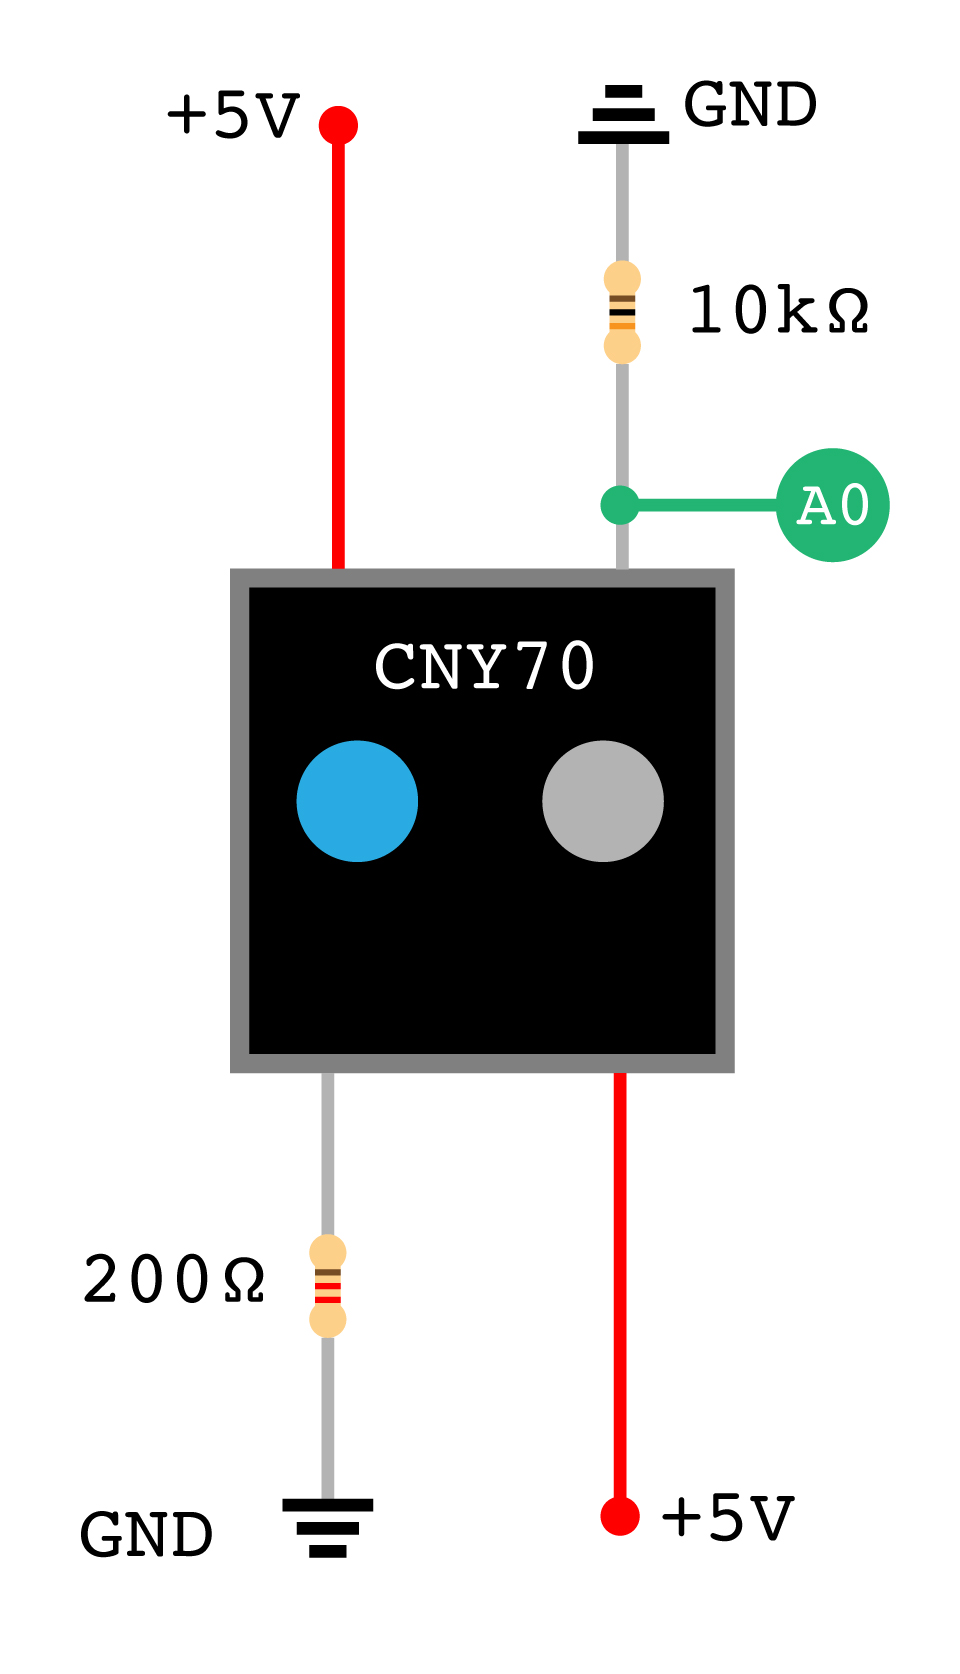 +5V
GND
10kΩ
A0
CNY70
200Ω
GND
+5V